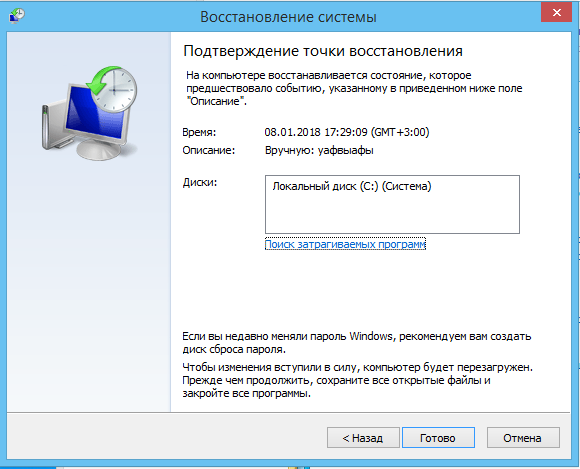 Восстановление системы
Подтверждение точки восстановления
На компьютере восстанавливается состояние, которое
предшествовало событию, указанному в приведенном ниже поле
"Описание".
Время: 08.01.2018 17:29:09 (GMT+3:00)
Описание: Вручную: уафвыафы
Диски: Локальный диск (C:) (Система)
Поиск затрагиваемых программ
Если вы недавно меняли пароль Windows, рекомендуем вам создать
диск сброса пароля.
Чтобы изменения вступили в силу, компьютер будет перезагружен.
Прежде чем продолжить, сохраните все открытые файлы и
закройте все программы.
< Назад Готово Отмена